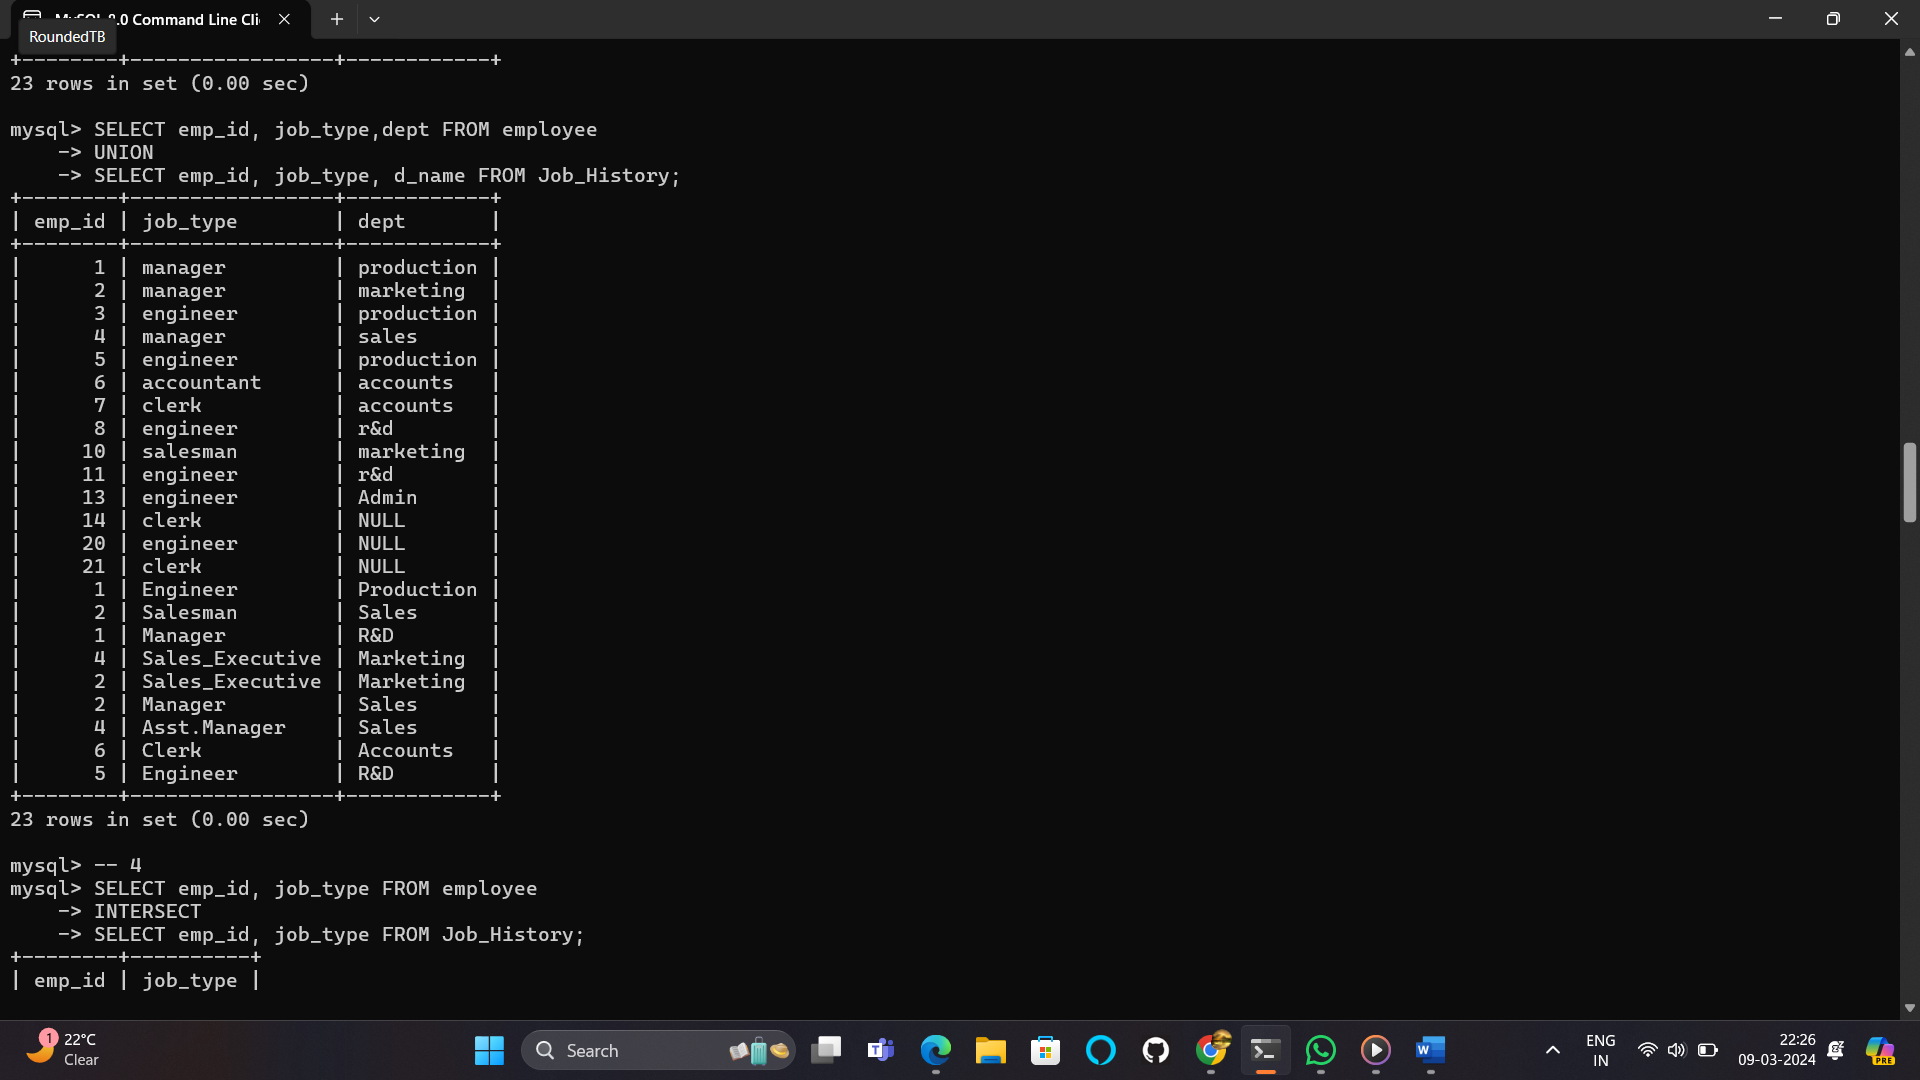 MySQL 8.0 Command Line Cli
RoundedTB
+--------+-----------------+------------+
23 rows in set (0.00 sec)
mysql> SELECT emp_id, job_type,dept FROM employee
    -> UNION
    -> SELECT emp_id, job_type, d_name FROM Job_History;
+--------+-----------------+------------+
| emp_id | job_type        | dept       |
+--------+-----------------+------------+
|      1 | manager         | production |
|      2 | manager         | marketing  |
|      3 | engineer        | production |
|      4 | manager         | sales      |
|      5 | engineer        | production |
|      6 | accountant      | accounts   |
|      7 | clerk           | accounts   |
|      8 | engineer        | r&d        |
|     10 | salesman        | marketing  |
|     11 | engineer        | r&d        |
|     13 | engineer        | Admin      |
|     14 | clerk           | NULL       |
|     20 | engineer        | NULL       |
|     21 | clerk           | NULL       |
|      1 | Engineer        | Production |
|      2 | Salesman        | Sales      |
|      1 | Manager         | R&D        |
|      4 | Sales_Executive | Marketing  |
|      2 | Sales_Executive | Marketing  |
|      2 | Manager         | Sales      |
|      4 | Asst.Manager    | Sales      |
|      6 | Clerk           | Accounts   |
|      5 | Engineer        | R&D        |
+--------+-----------------+------------+
23 rows in set (0.00 sec)
mysql> -- 4
mysql> SELECT emp_id, job_type FROM employee
    -> INTERSECT
    -> SELECT emp_id, job_type FROM Job_History;
+--------+----------+
| emp_id | job_type |
1
22°C
Clear
Search
T
W
ENG
IN
22:26
09-03-2024
PRE